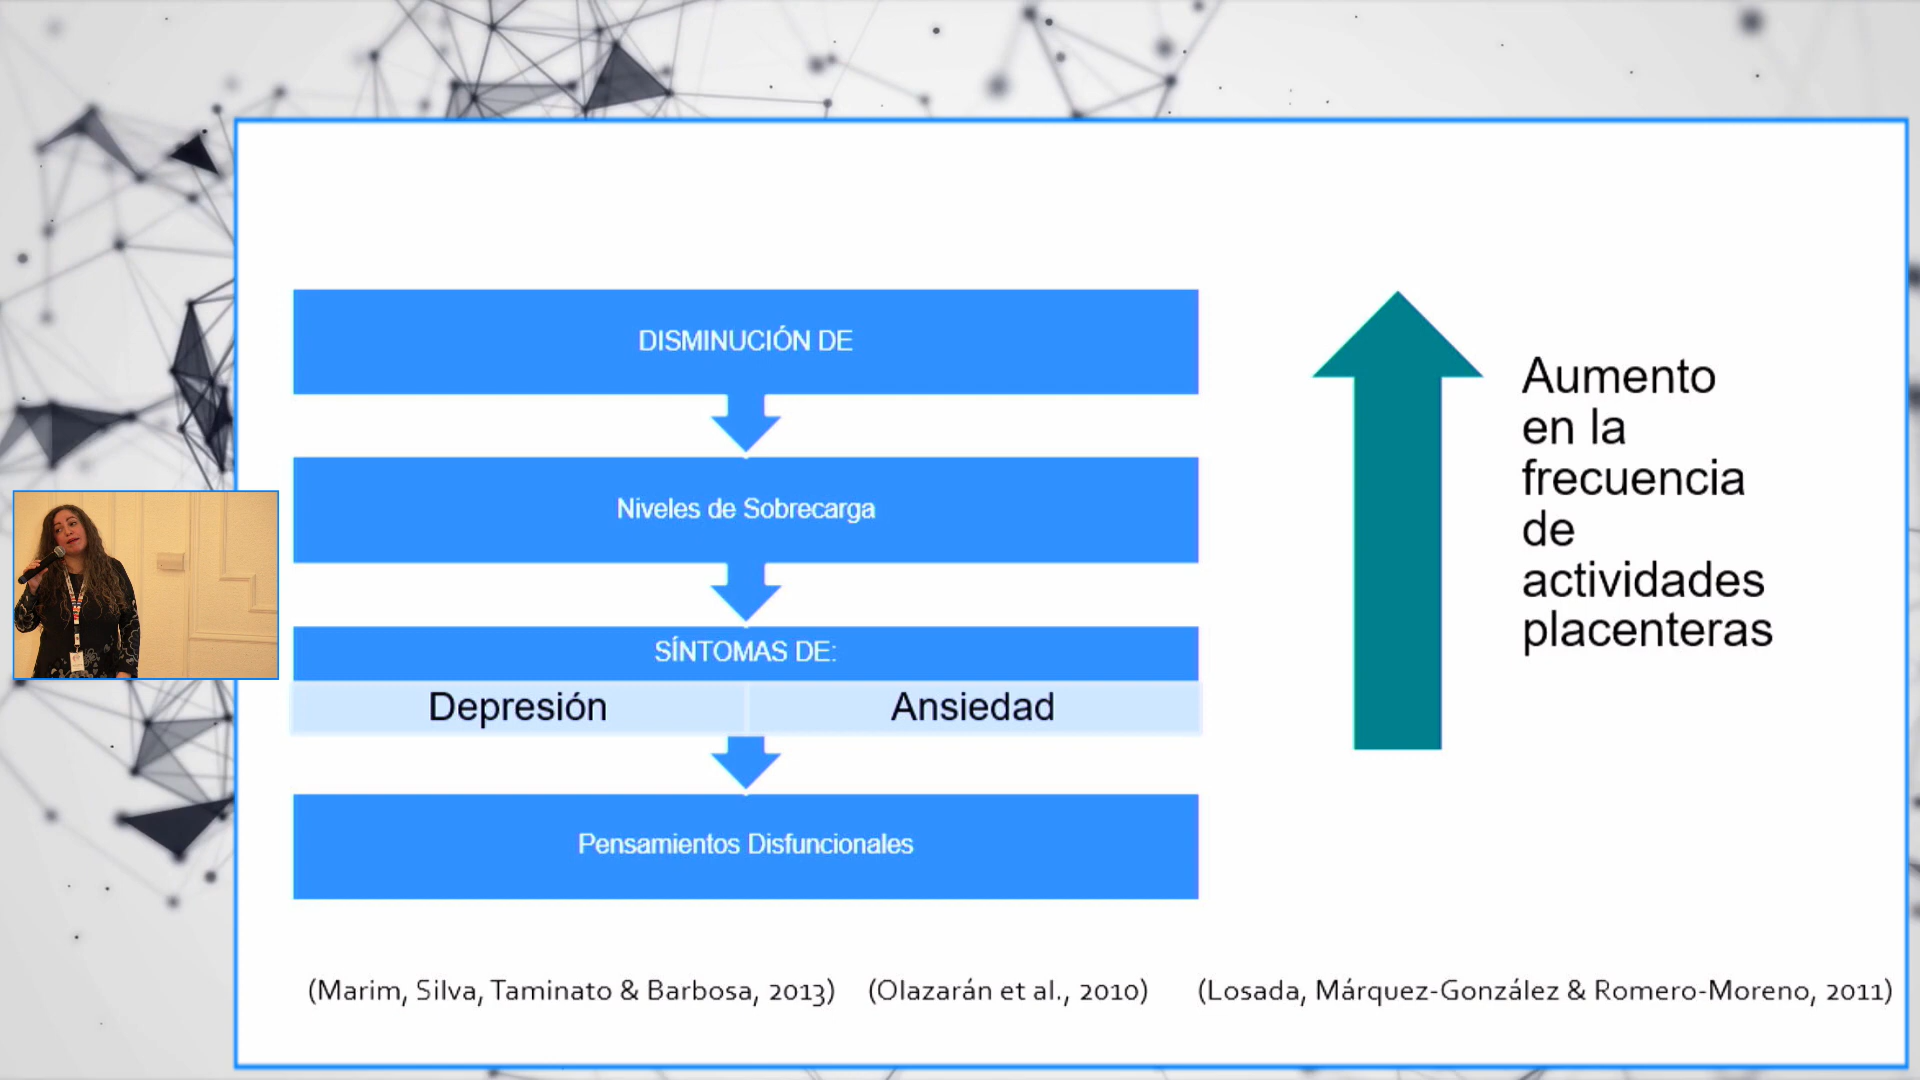 DISMINUCIÓN DE
Niveles de Sobrecarga
SÍNTOMAS DE:
Depresión
Ansiedad
Pensamientos Disfuncionales
Aumento
en la
frecuencia
de
actividades
placenteras
(Marim, Silva, Taminato & Barbosa, 2013)
(Olazarán et al., 2010)
(Losada, Márquez-González & Romero-Moreno, 2011)